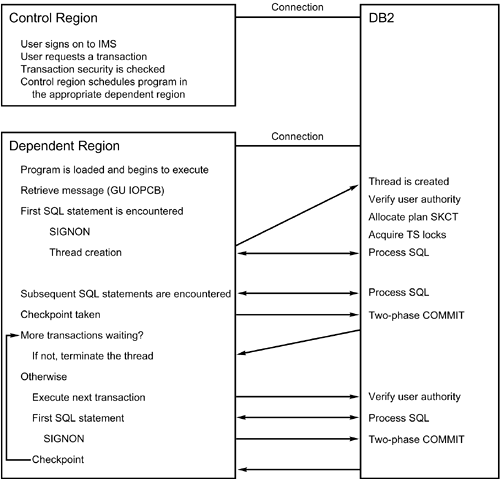 Control Region
User signs on to IMS
User requests a transaction
Transaction security is checked
Control region schedules program in
the appropriate dependent region
Connection
DB2
Dependent Region
Program is loaded and begins to execute
Retrieve message (GU IOPCB)
First SQL statement is encountered
SIGNON
Thread creation
Subsequent SQL statements are encountered
Checkpoint taken
More transactions waiting?
If not, terminate the thread
Otherwise
Execute next transaction
First SQL statement
SIGNON
Checkpoint
Connection
Thread is created
Verify user authority
Allocate plan SKCT
Acquire TS locks
Process SQL
Process SQL
Two-phase COMMIT
Verify user authority
Process SQL
Two-phase COMMIT